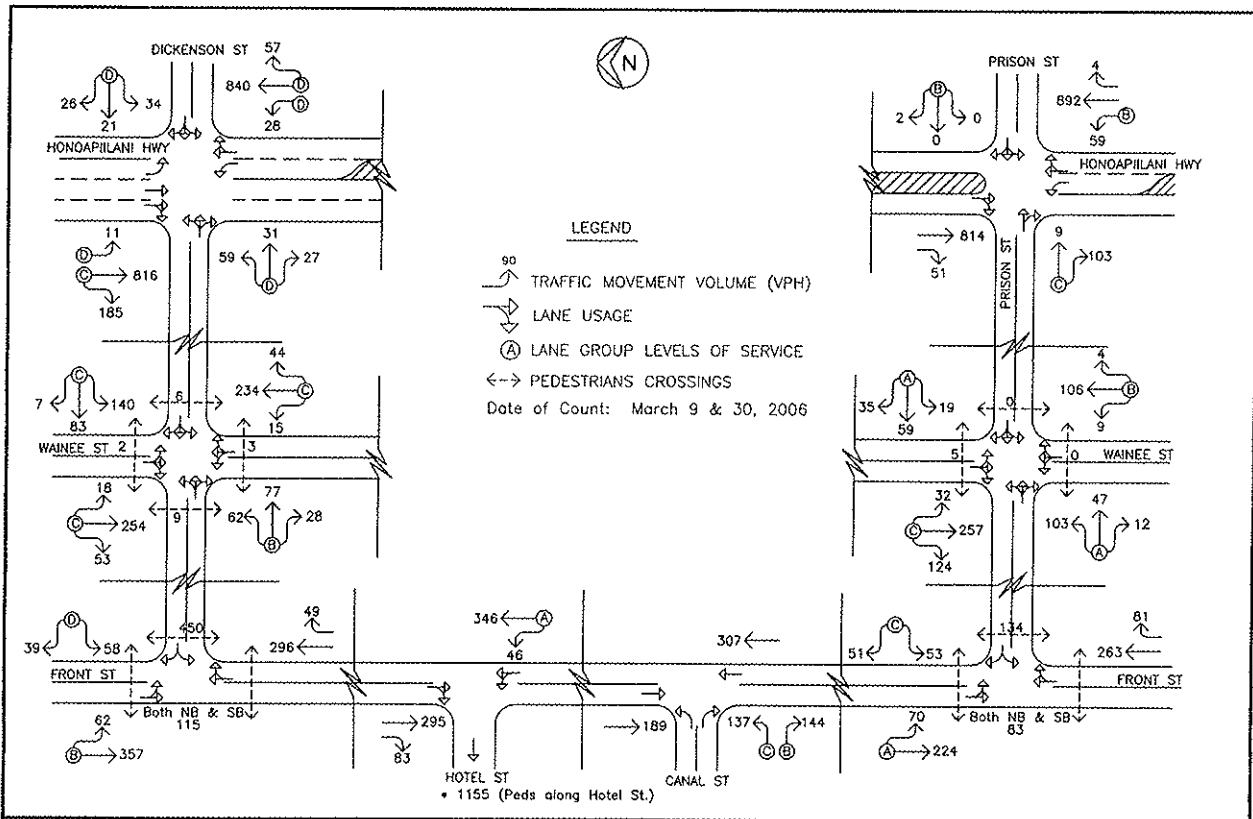 DICKENSON ST
57
D
840
D
D
26
34
21
28
HONOAPIILANI HWY
11
D
C
816
185
31
59
27
D
N
LEGEND
90
TRAFFIC MOVEMENT VOLUME (VPH)
LANE USAGE
A LANE GROUP LEVELS OF SERVICE
PEDESTRIANS CROSSINGS
Date of Count: March 9 & 30, 2006
PRISON ST
4
B
892
B
2
0
0
59
HONOAPIILANI HWY
814
51
PRISON ST
9
103
C
C
7
140
83
6
44
234
C
15
WAINEE ST
2
3
18
C
254
53
9
77
62
28
B
A
35
19
59
0
4
106
B
9
5
0
WAINEE ST
32
C
257
124
47
103
12
A
D
39
58
450
49
296
FRONT ST
Both NB & SB
115
62
B
357
346
A
46
295
83
HOTEL ST
• 1155 (Peds along Hotel St.)
307
189
137
144
C
B
CANAL ST
C
51
53
134
81
263
FRONT ST
Both NB & SB
83
70
A
224